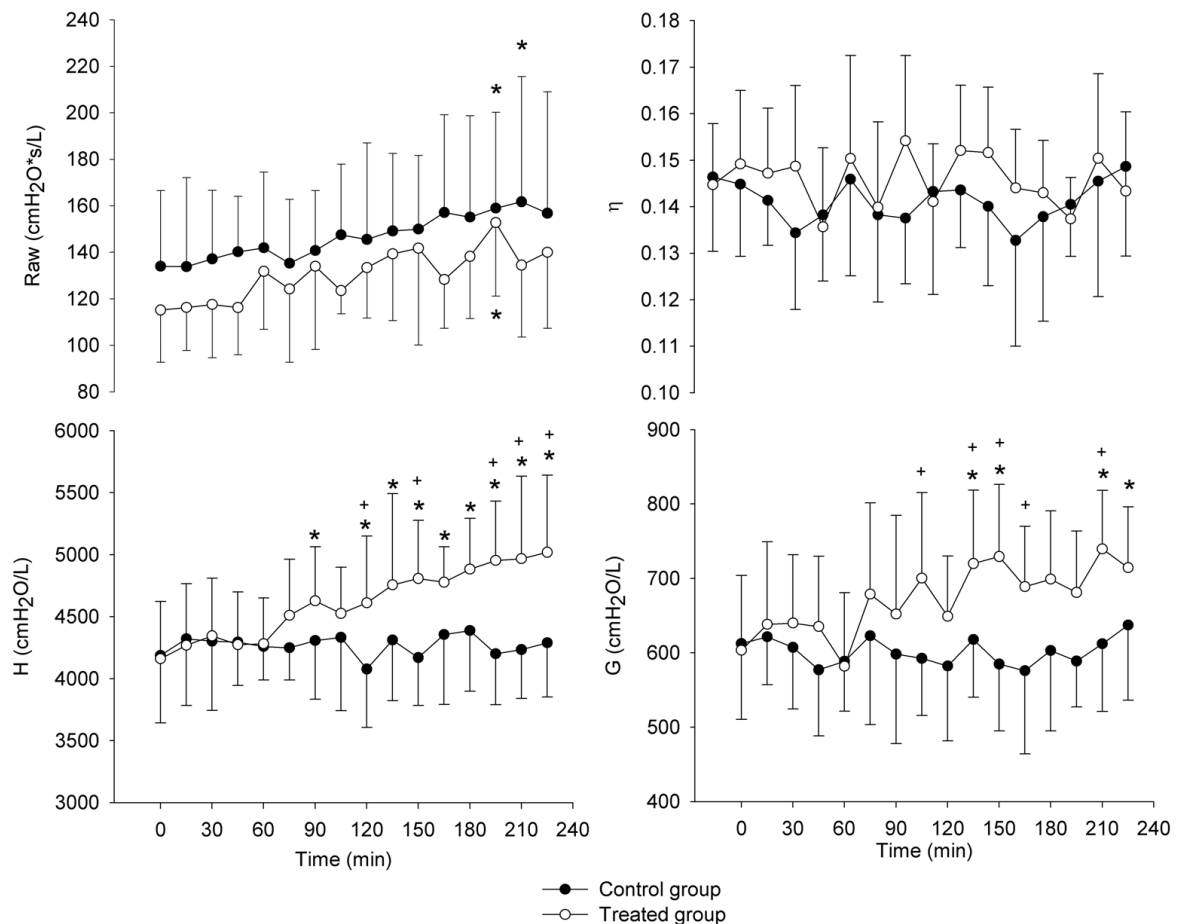 240
220
200
180
160
140
120
100
80
Raw (cmH2O*s/L)
*
*
*
0.18
0.17
0.16
0.15
0.14
0.13
0.12
0.11
0.10
η
6000
5500
5000
4500
4000
3500
3000
H (cmH2O/L)
+ +
+ *
+ * *
* + *
* *
* *
0 30 60 90 120 150 180 210 240
Time (min)
900
800
700
600
500
400
G (cmH2O/L)
+ + + + +
* * * *
0 30 60 90 120 150 180 210 240
Time (min)
Control group
Treated group